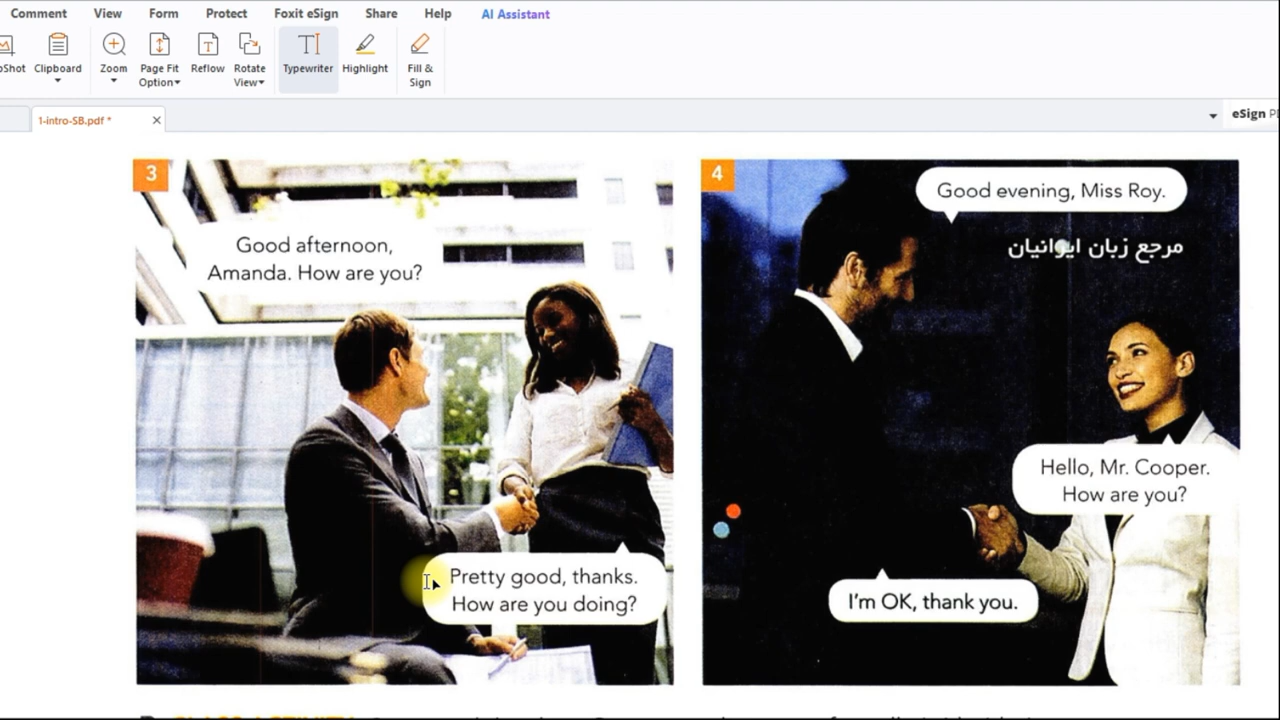 Comment View Form Protect Foxit eSign Share Help AI Assistant
Clipboard Zoom Page Fit Option Reflow Rotate View Typewriter Highlight Fill & Sign
1-intro-SB.pdf *
eSign
3
Good afternoon,
Amanda. How are you?
Pretty good, thanks.
How are you doing?
4
Good evening, Miss Roy.
مرجع زبان ایرانیان
Hello, Mr. Cooper.
How are you?
I'm OK, thank you.